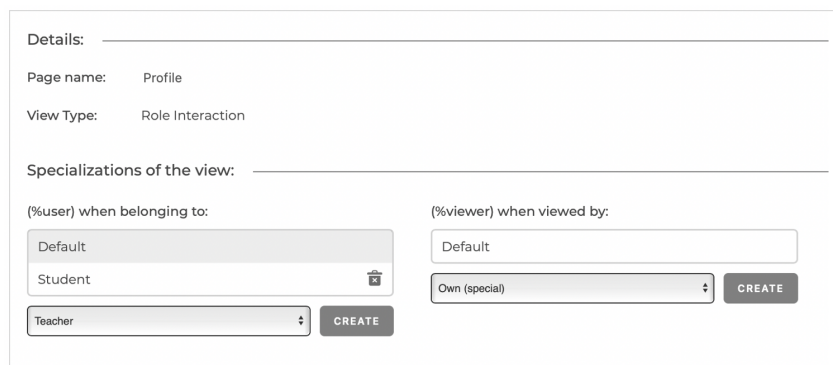 Details:
Page name: Profile
View Type: Role Interaction
Specializations of the view:
(%user) when belonging to:
Default
Student
Teacher
CREATE
(%viewer) when viewed by:
Default
Own (special)
CREATE